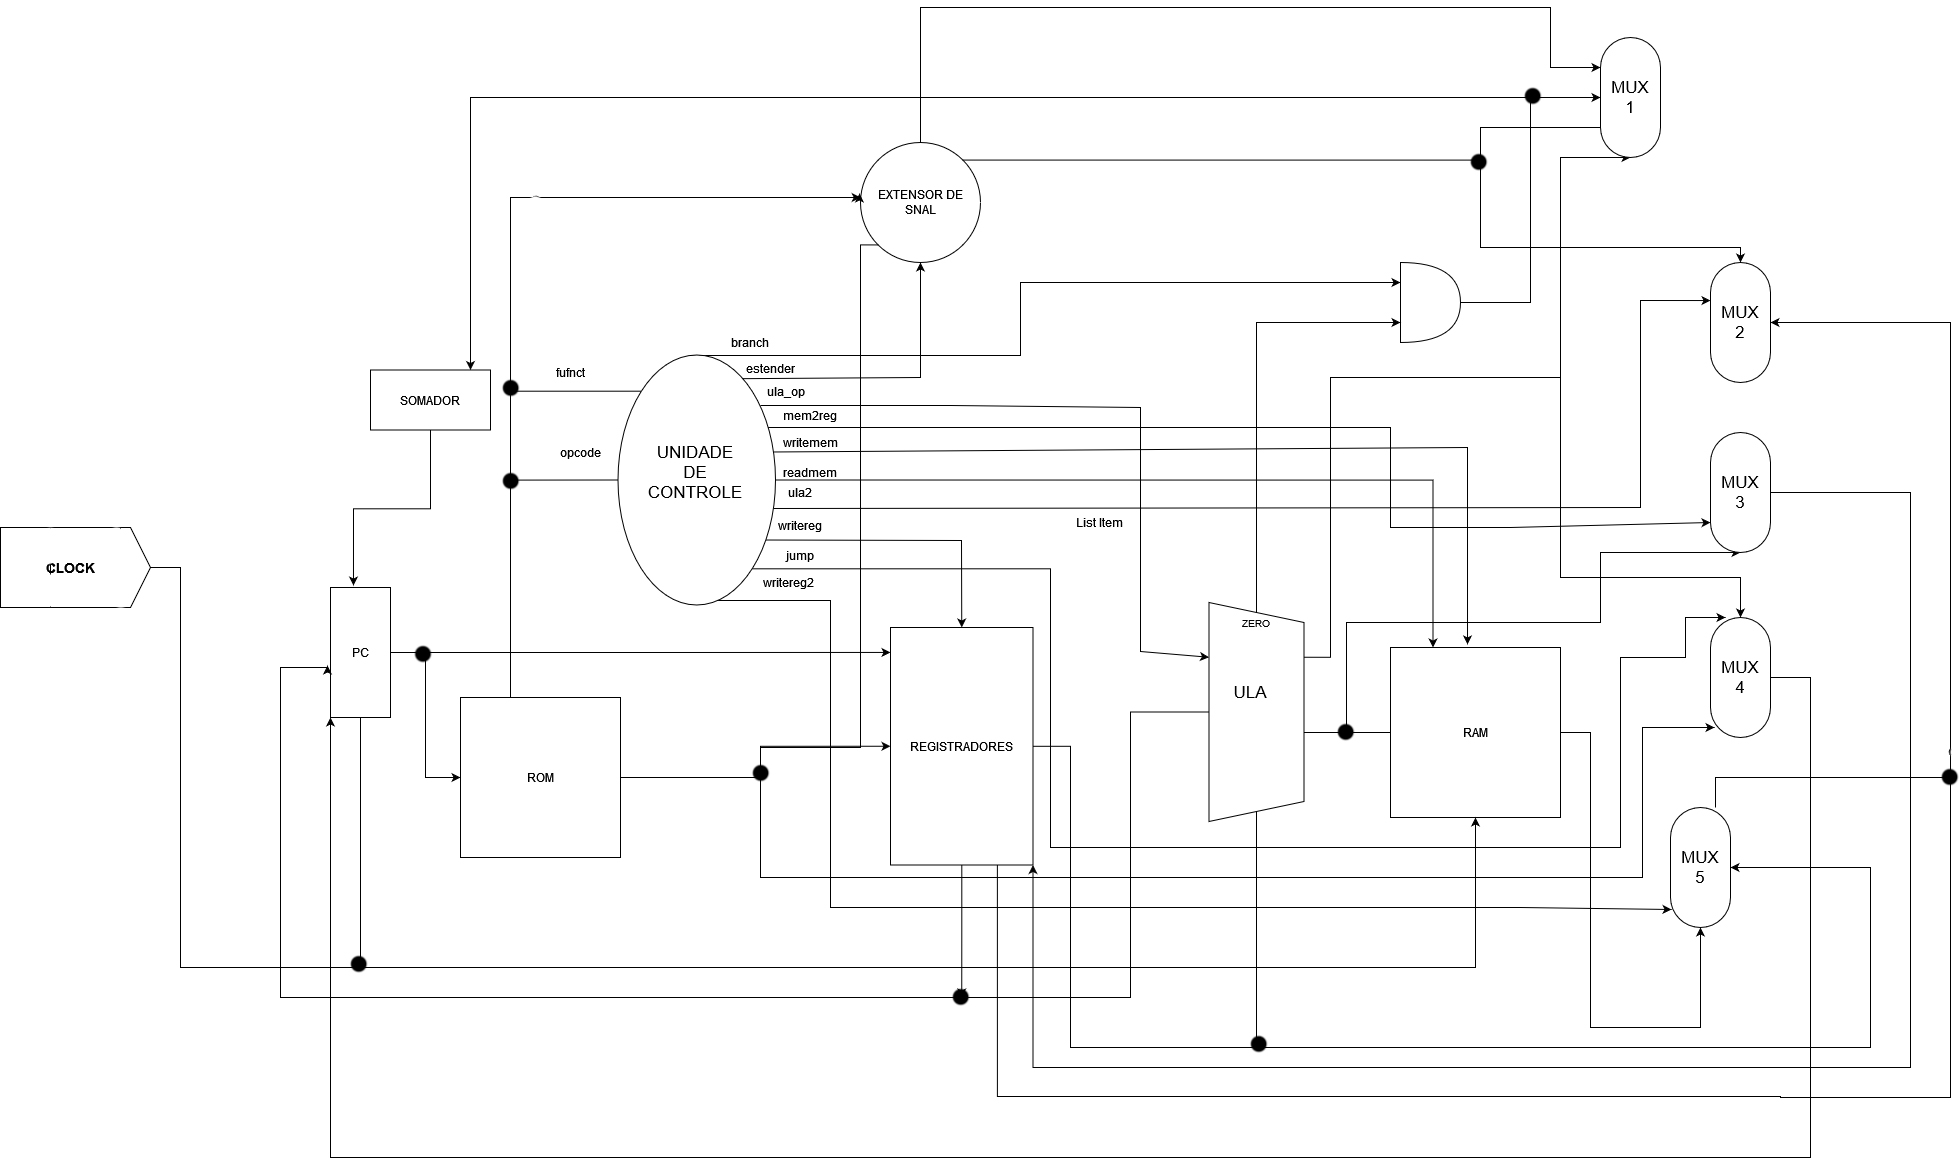 MUX
1
EXTENSOR DE
SNAL
MUX
2
branch
estender
fufnct
ula_op
SOMADOR
mem2reg
writemem
opcode
UNIDADE
DE
CONTROLE
readmem
ula2
MUX
3
writereg
List Item
jump
₵LOCK
writereg2
ZERO
PC
ULA
MUX
4
REGISTRADORES
RAM
ROM
MUX
5